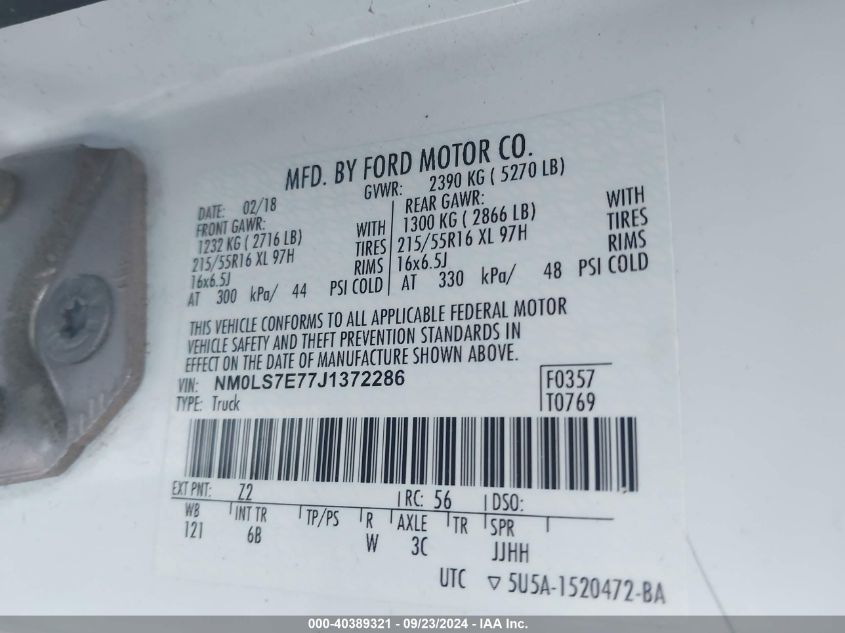 MFD. BY FORD MOTOR CO.
DATE: 02/18 GVWR: 2390 KG ( 5270 LB)
FRONT GAWR: REAR GAWR: WITH
1232 KG ( 2716 LB) WITH 1300 KG ( 2866 LB) TIRES
215/55R16 XL 97H TIRES 215/55R16 XL 97H RIMS
16x6.5J RIMS 16x6.5J
AT 300 kPa/ 44 PSI COLD AT 330 kPa/ 48 PSI COLD
THIS VEHICLE CONFORMS TO ALL APPLICABLE FEDERAL MOTOR
VEHICLE SAFETY AND THEFT PREVENTION STANDARDS IN
EFFECT ON THE DATE OF MANUFACTURE SHOWN ABOVE.
VIN: NM0LS7E77J1372286 F0357
TYPE: Truck T0769
EXT PNT: Z2 RC: 56 DSO:
WB INT TR TP/PS R AXLE TR SPR
121 6B W 3C JJHH
UTC ▽ 5U5A-1520472-BA
000-40389321 - 09/23/2024 - IAA Inc.